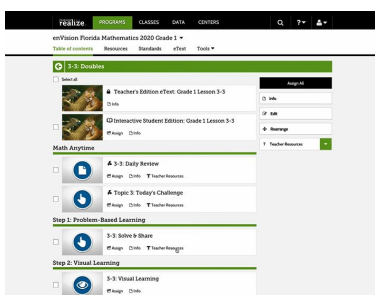 realize.
PROGRAMS CLASSES DATA CENTERS
?
enVision Florida Mathematics 2020 Grade 1
Table of contents Resources Standards eText Tools
3-3: Doubles
Select all
Assign All
Teacher's Edition eText: Grade 1 Lesson 3-3
Info
Info
Edit
Interactive Student Edition: Grade 1 Lesson 3-3
Assign Info
Rearrange
Teacher Resources
Math Anytime
3-3: Daily Review
Assign Info Teacher Resources
Topic 3: Today's Challenge
Assign Info Teacher Resources
Step 1: Problem-Based Learning
3-3: Solve & Share
Assign Info Teacher Resources
Step 2: Visual Learning
3-3: Visual Learning
Assign Info Teacher Resources